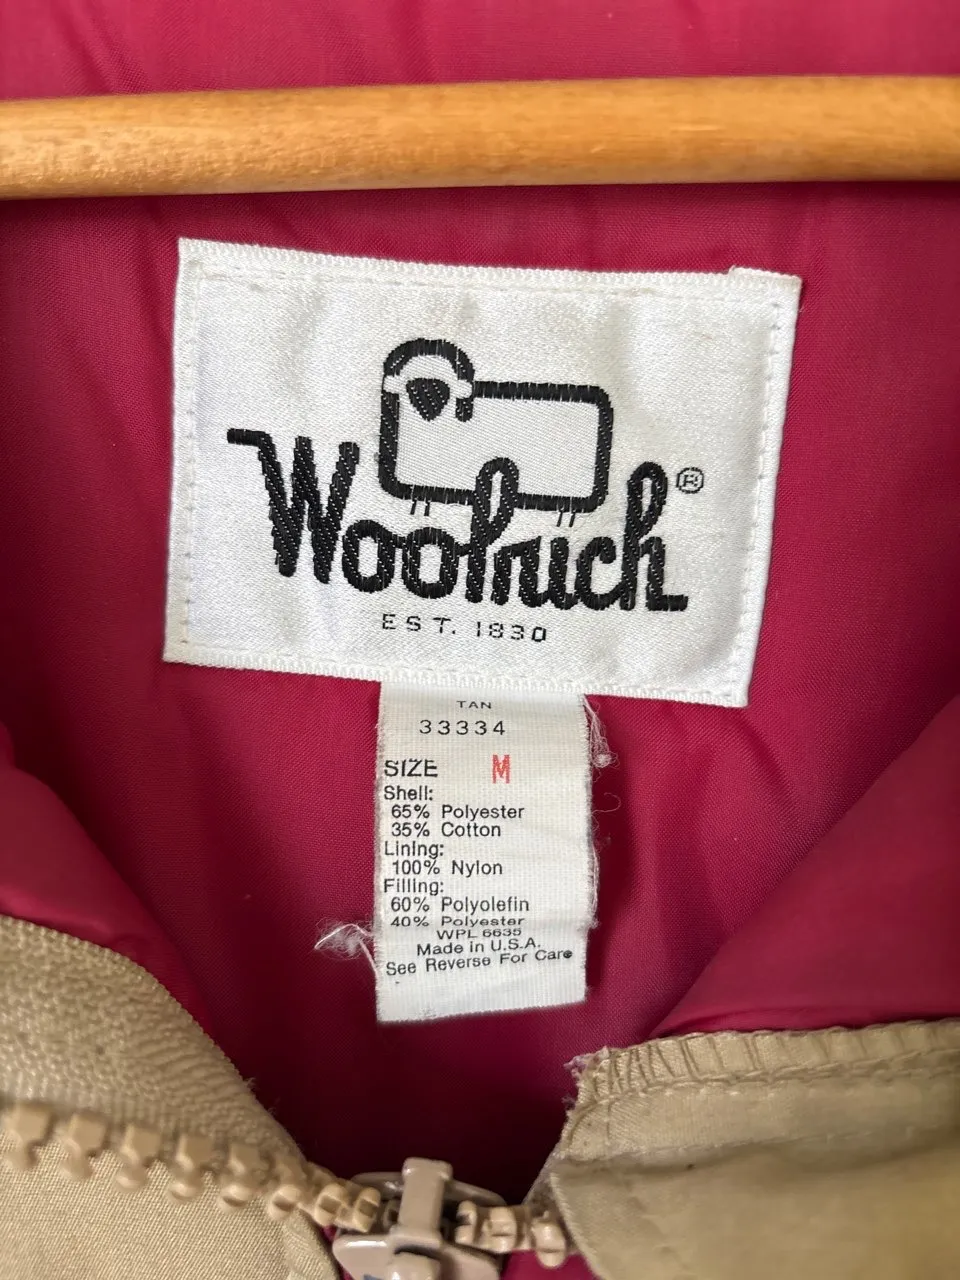 Woolrich®
EST. 1830
TAN
33334
SIZE M
Shell:
65% Polyester
35% Cotton
Lining:
100% Nylon
Filling:
60% Polyolefin
40% Polyester
WPL 6635
Made in U.S.A.
See Reverse For Care